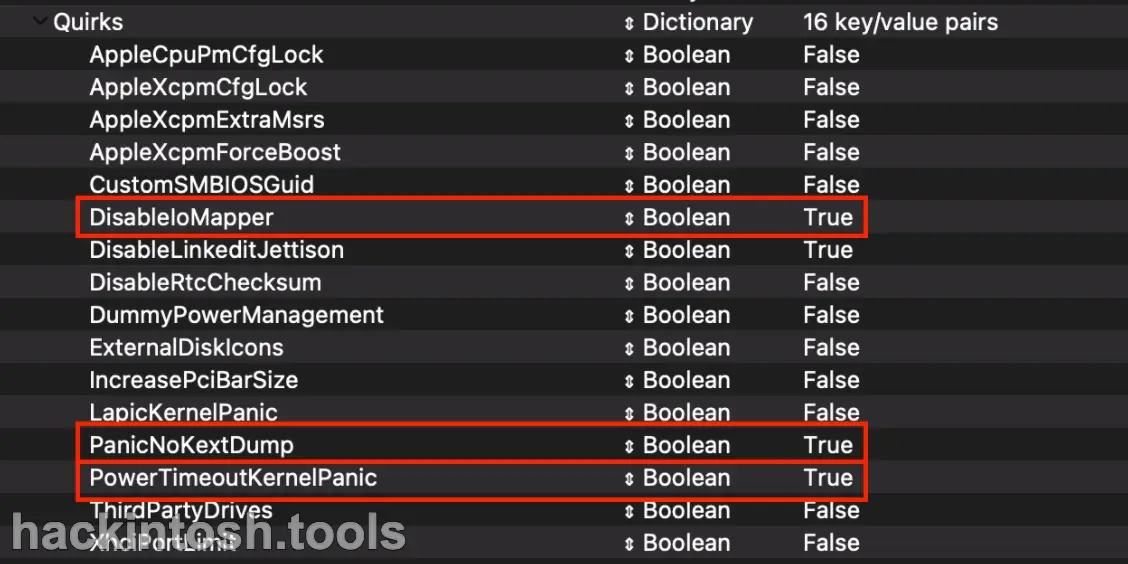 Quirks Dictionary 16 key/value pairs
AppleCpuPmCfgLock Boolean False
AppleXcpmCfgLock Boolean False
AppleXcpmExtraMsrs Boolean False
AppleXcpmForceBoost Boolean False
CustomSMBIOSGuid Boolean False
DisableIoMapper Boolean True
DisableLinkeditJettison Boolean True
DisableRtcChecksum Boolean False
DummyPowerManagement Boolean False
ExternalDiskIcons Boolean False
IncreasePciBarSize Boolean False
LapicKernelPanic Boolean False
PanicNoKextDump Boolean True
PowerTimeoutKernelPanic Boolean True
ThirdPartyDrives Boolean False
XhciPortLimit Boolean False
hackintosh.tools